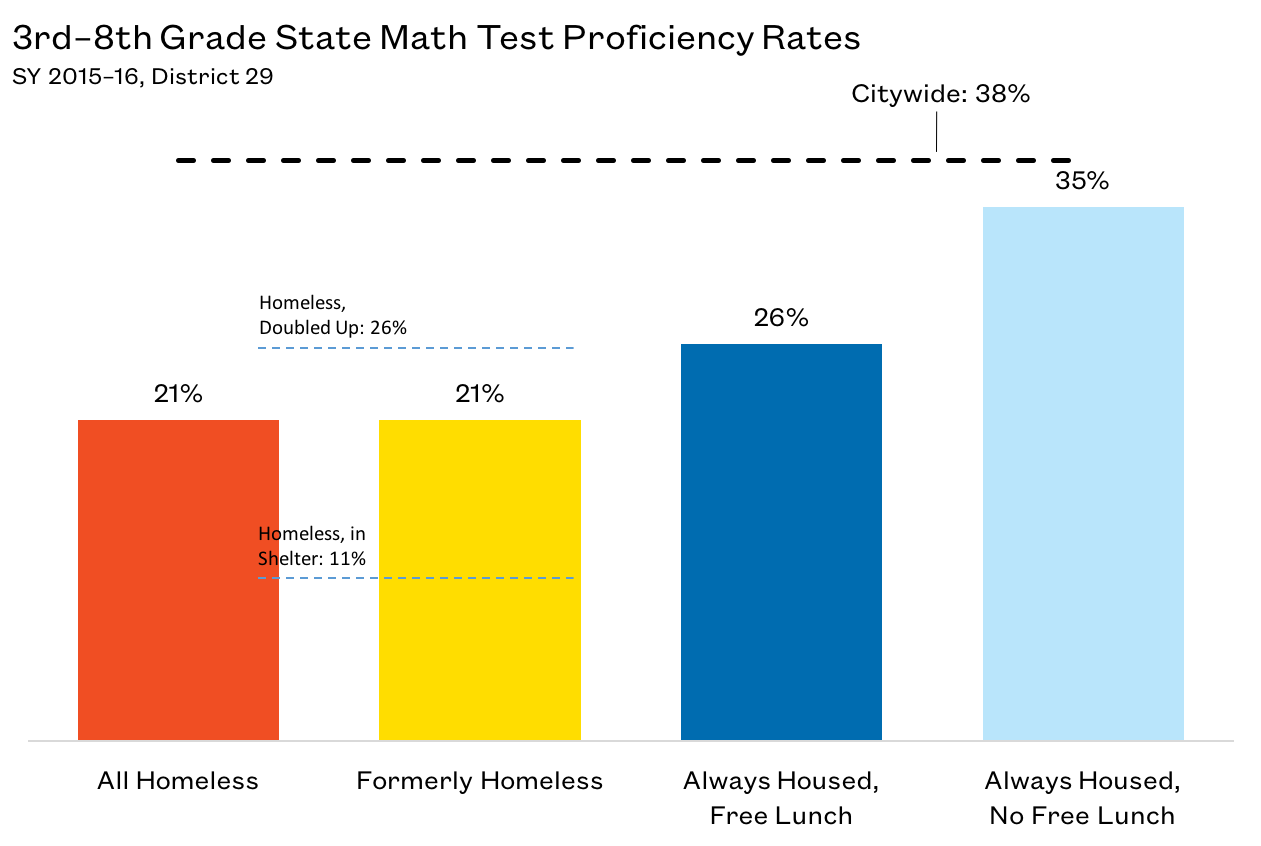 3rd–8th Grade State Math Test Proficiency Rates
SY 2015–16, District 29
Citywide: 38%
35%
Homeless,
Doubled Up: 26%
26%
21%
21%
Homeless, in
Shelter: 11%
All Homeless
Formerly Homeless
Always Housed,
Free Lunch
Always Housed,
No Free Lunch